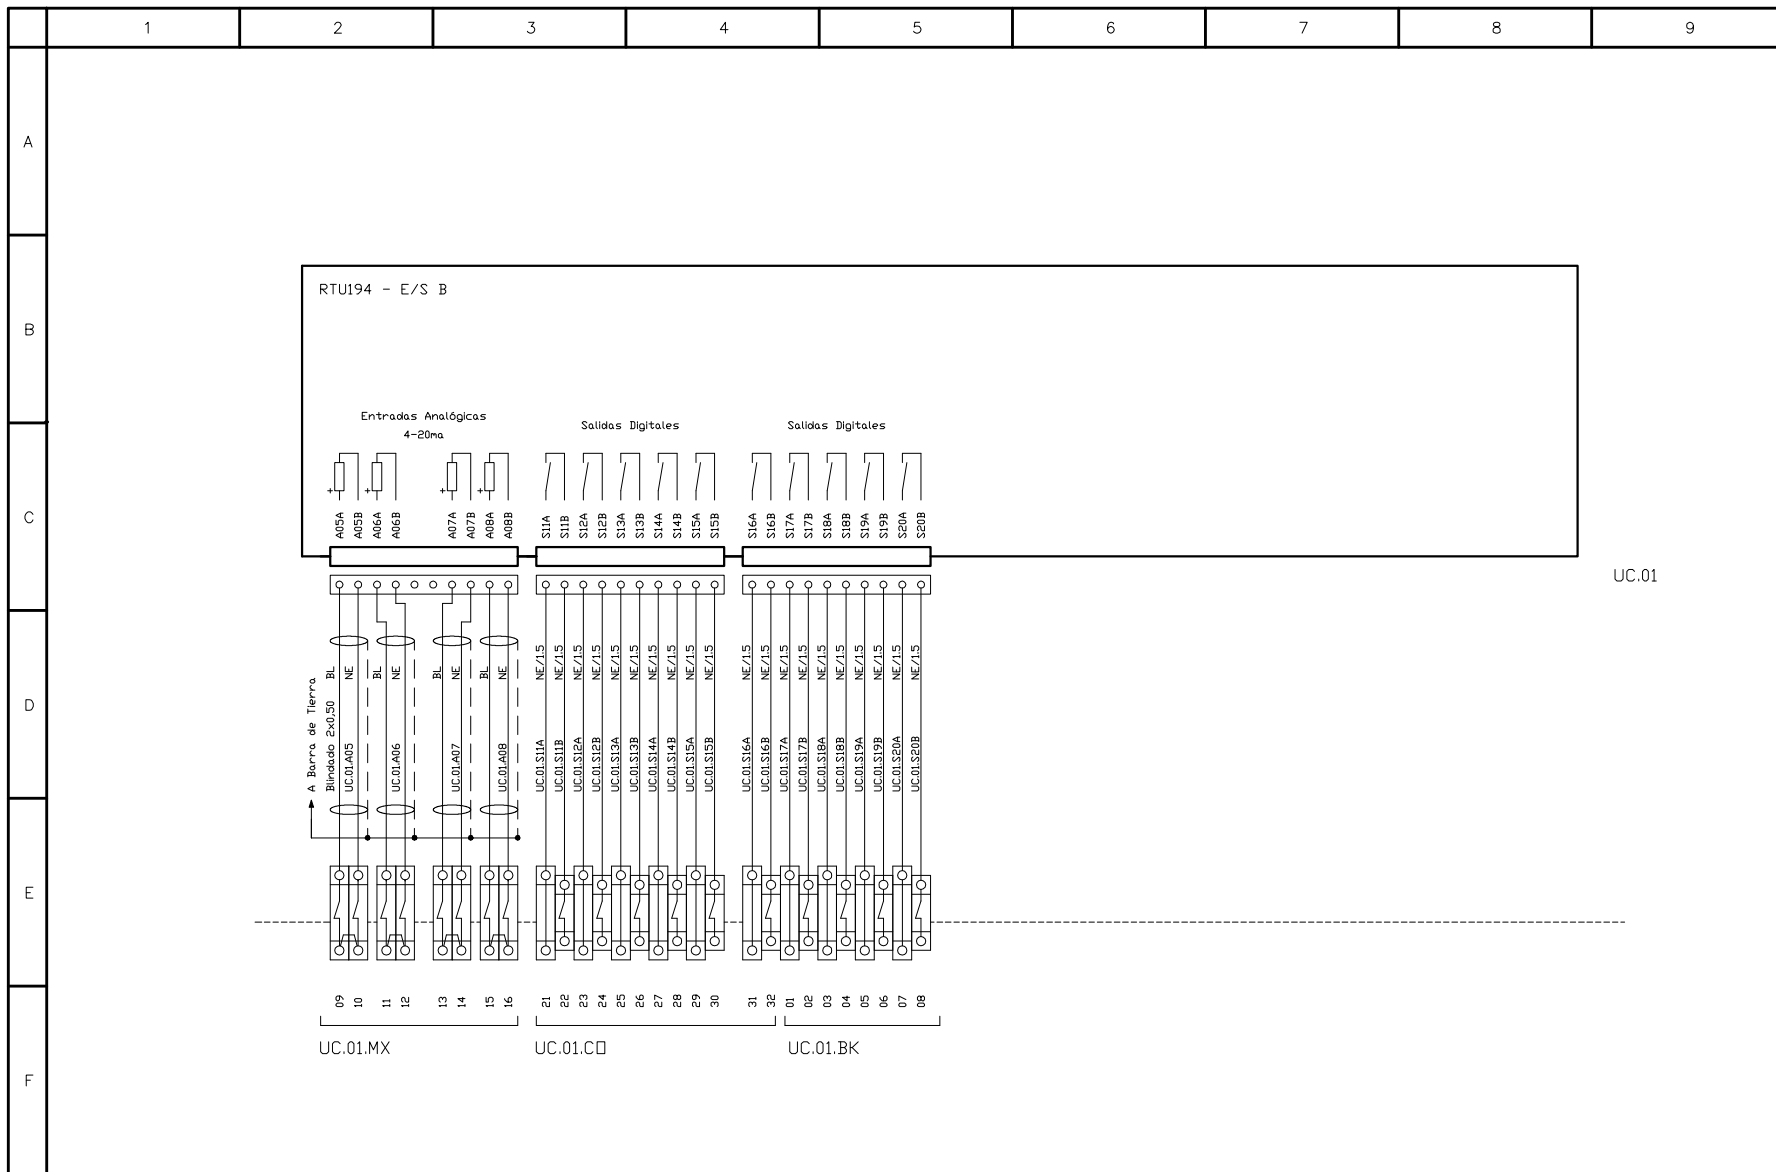 1 2 3 4 5 6 7 8 9
A
B
C
D
E
F
RTU194 - E/S B
Entradas Analógicas
4-20ma
Salidas Digitales
Salidas Digitales
A05A A05B A06A A06B A07A A07B A08A A08B
S11A S11B S12A S12B S13A S13B S14A S14B S15A S15B
S16A S16B S17A S17B S18A S18B S19A S19B S20A S20B
+ + + +
UC.01
BL NE BL NE BL NE BL NE
NE/1.5 NE/1.5 NE/1.5 NE/1.5 NE/1.5 NE/1.5 NE/1.5 NE/1.5 NE/1.5 NE/1.5
NE/1.5 NE/1.5 NE/1.5 NE/1.5 NE/1.5 NE/1.5 NE/1.5 NE/1.5 NE/1.5 NE/1.5
A Barra de Tierra
Blindado 2x0,50
UC.01.A05 UC.01.A06 UC.01.A07 UC.01.A08
UC.01.S11A UC.01.S11B UC.01.S12A UC.01.S12B UC.01.S13A UC.01.S13B UC.01.S14A UC.01.S14B UC.01.S15A UC.01.S15B
UC.01.S16A UC.01.S16B UC.01.S17A UC.01.S17B UC.01.S18A UC.01.S18B UC.01.S19A UC.01.S19B UC.01.S20A UC.01.S20B
09 10 11 12 13 14 15 16
21 22 23 24 25 26 27 28 29 30
31 32 01 02 03 04 05 06 07 08
UC.01.MX
UC.01.CO
UC.01.BK